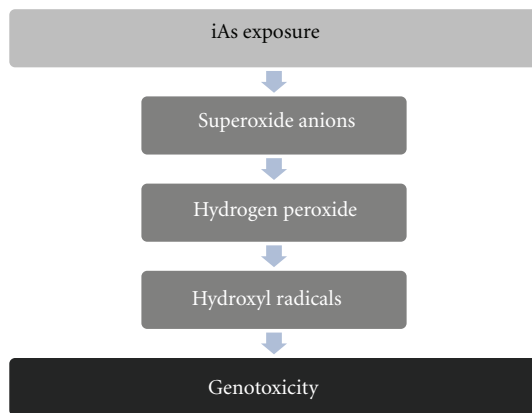 iAs exposure
Superoxide anions
Hydrogen peroxide
Hydroxyl radicals
Genotoxicity